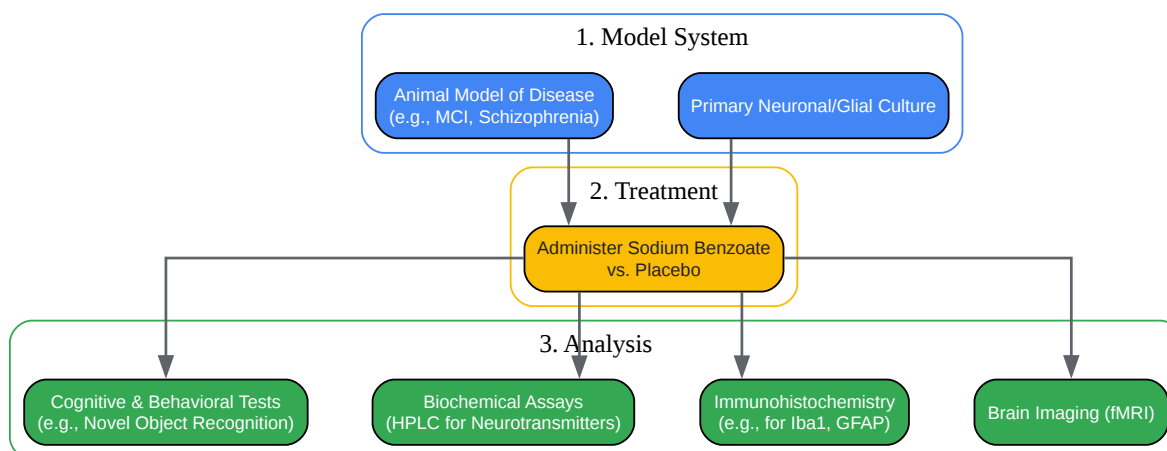 1. Model System
Animal Model of Disease
(e.g., MCI, Schizophrenia)
Primary Neuronal/Glial Culture
2. Treatment
Administer Sodium Benzoate
vs. Placebo
3. Analysis
Cognitive & Behavioral Tests
(e.g., Novel Object Recognition)
Biochemical Assays
(HPLC for Neurotransmitters)
Immunohistochemistry
(e.g., for Iba1, GFAP)
Brain Imaging (fMRI)